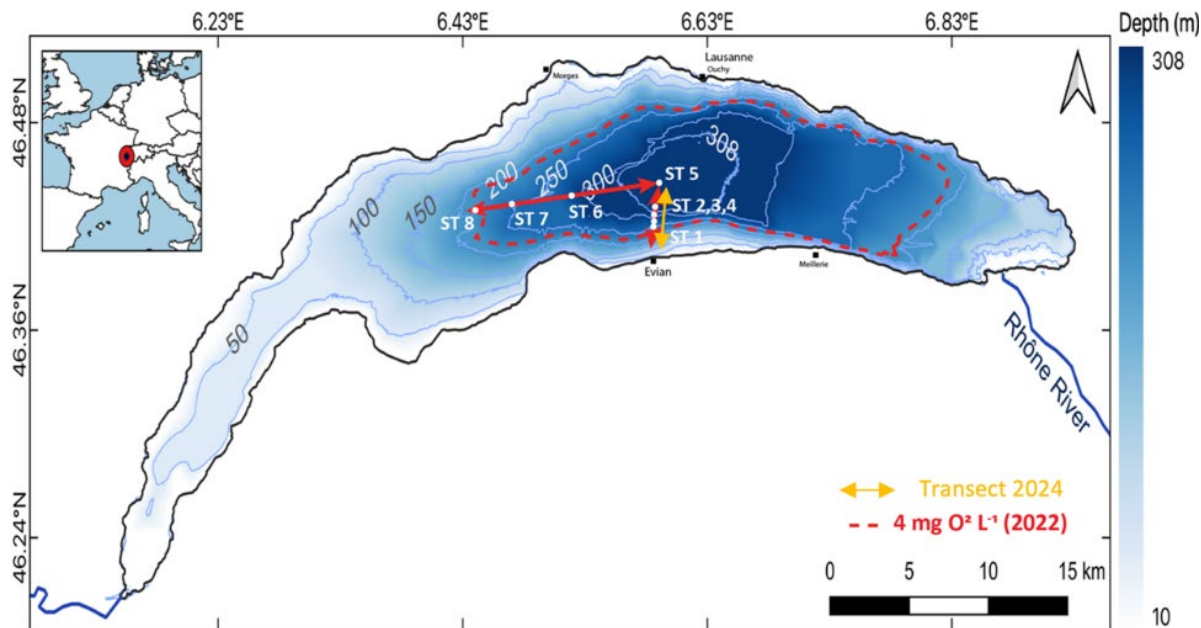 6.23°E
6.43°E
6.63°E
6.83°E
Depth (m)
308
Lausanne
Ouchy
Morges
46.48°N
308
200
250
300
ST 5
100
150
ST 8
ST 7
ST 6
ST 2,3,4
ST 1
Evian
Meillerie
46.36°N
50
Rhône River
Transect 2024
4 mg O² L⁻¹ (2022)
46.24°N
0
5
10
15 km
10